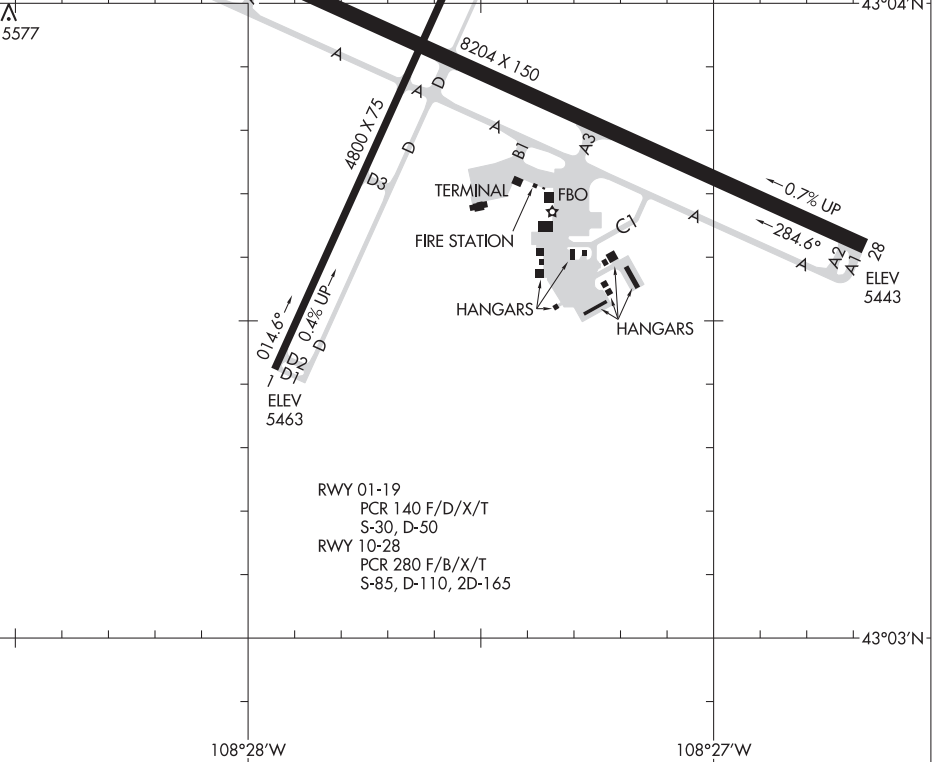 5577
43°04'N
8204 X 150
A
D
A
4800 X 75
A
D
B1
A3
D3
TERMINAL
FBO
0.7% UP
A
C1
284.6°
FIRE STATION
A
A2
A1
28
ELEV
5443
HANGARS
HANGARS
014.6°
0.4% UP
D
D2
D1
1
ELEV
5463
RWY 01-19
PCR 140 F/D/X/T
S-30, D-50
RWY 10-28
PCR 280 F/B/X/T
S-85, D-110, 2D-165
43°03'N
108°28'W
108°27'W